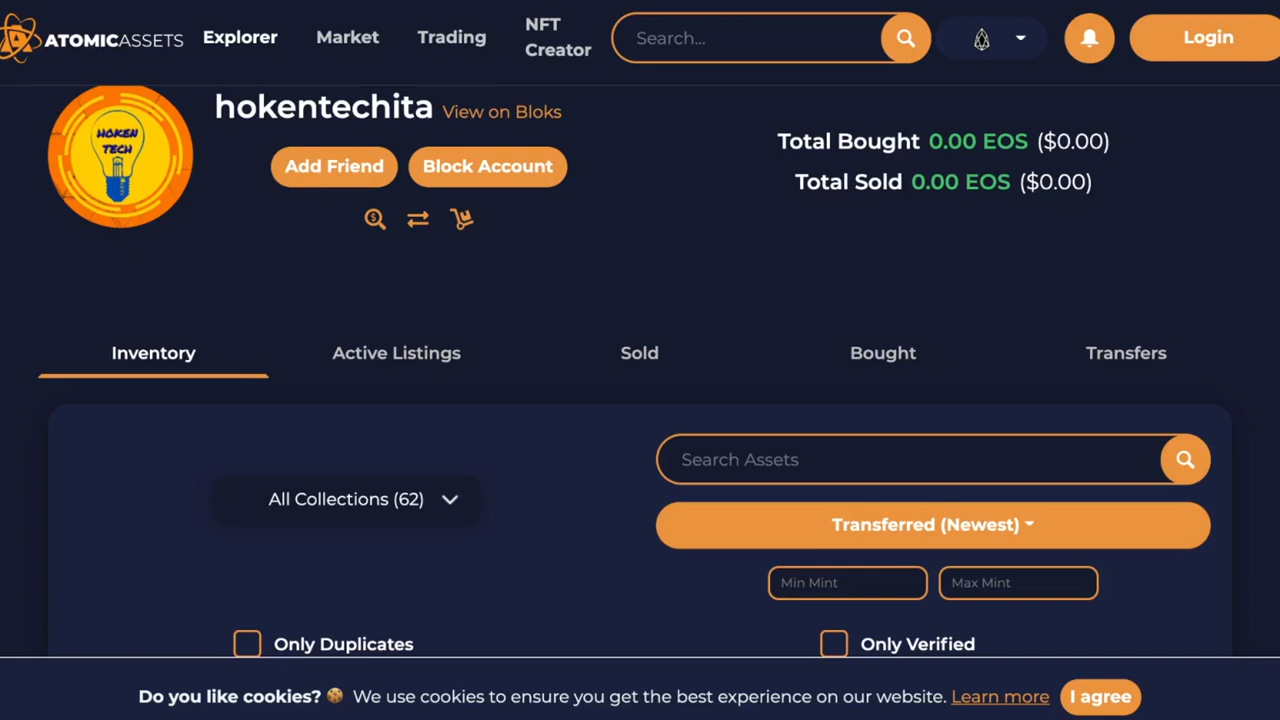 ATOMICASSETS Explorer Market Trading NFT Creator Search... Login
HOKEN
TECH
hokentechita View on Bloks
Add Friend Block Account
Total Bought 0.00 EOS ($0.00)
Total Sold 0.00 EOS ($0.00)
Inventory Active Listings Sold Bought Transfers
All Collections (62)
Search Assets
Transferred (Newest)
Min Mint Max Mint
Only Duplicates Only Verified
Do you like cookies? 🍪 We use cookies to ensure you get the best experience on our website. Learn more I agree